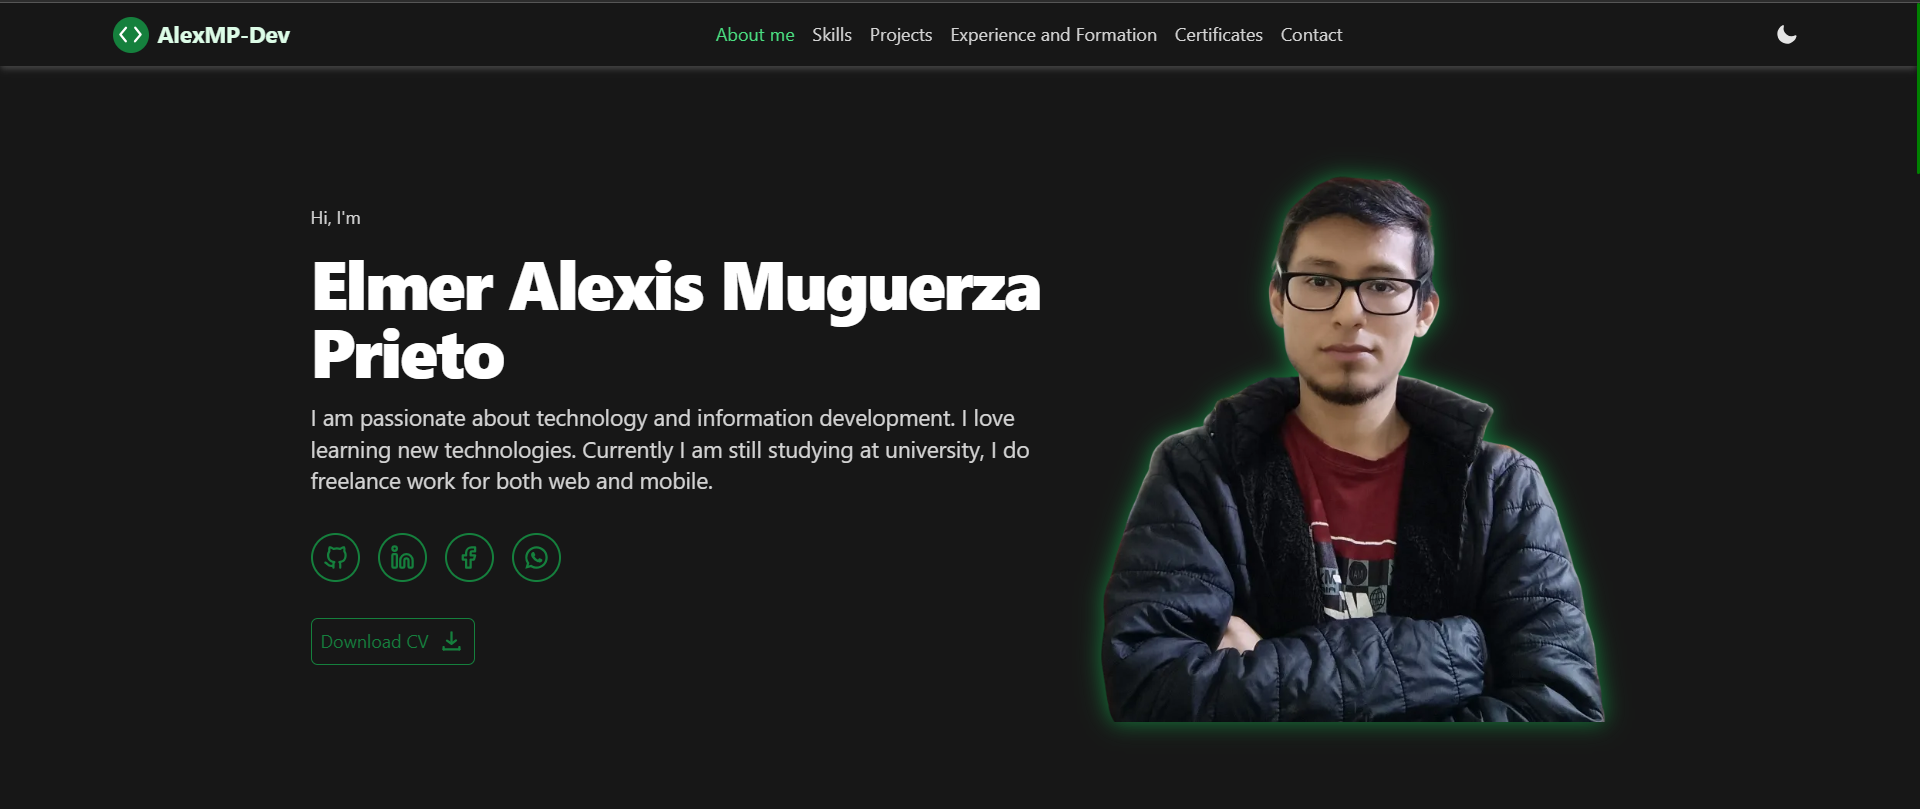 AlexMP-Dev
About me Skills Projects Experience and Formation Certificates Contact
Hi, I'm
Elmer Alexis Muguerza
Prieto
I am passionate about technology and information development. I love
learning new technologies. Currently I am still studying at university, I do
freelance work for both web and mobile.
Download CV